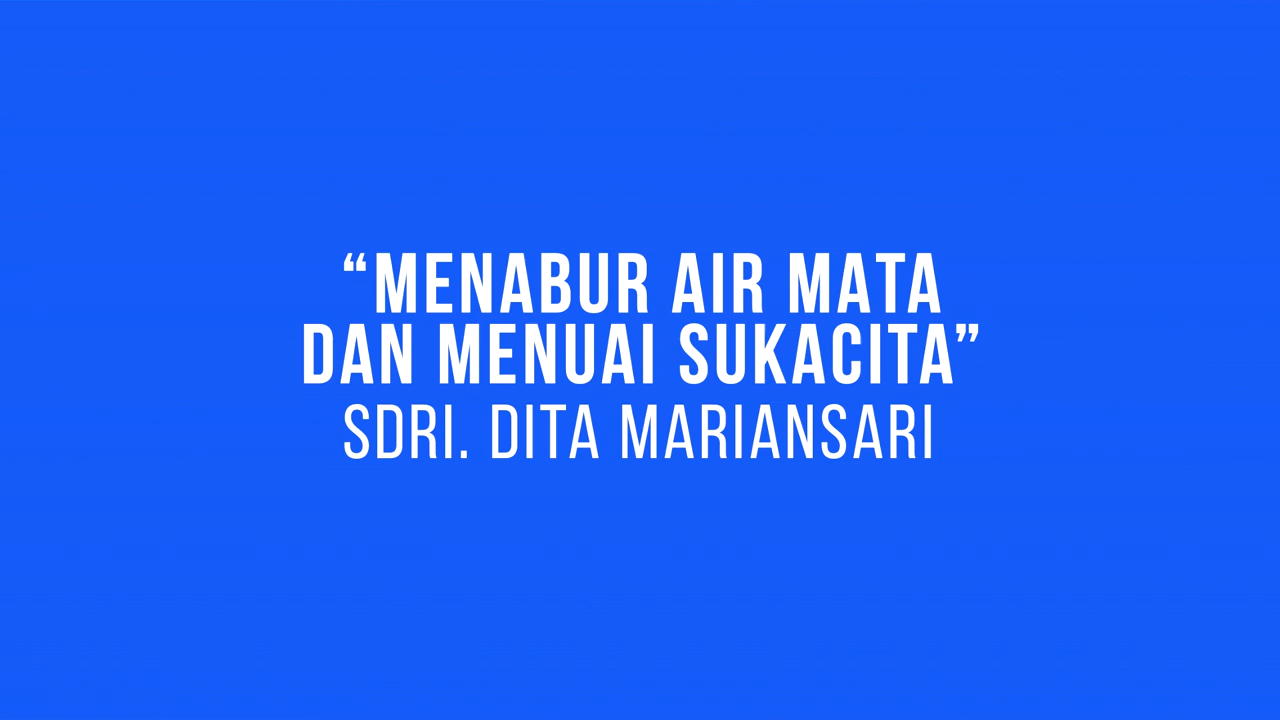 “MENABUR AIR MATA
DAN MENUAI SUKACITA”
SDRI. DITA MARIANSARI